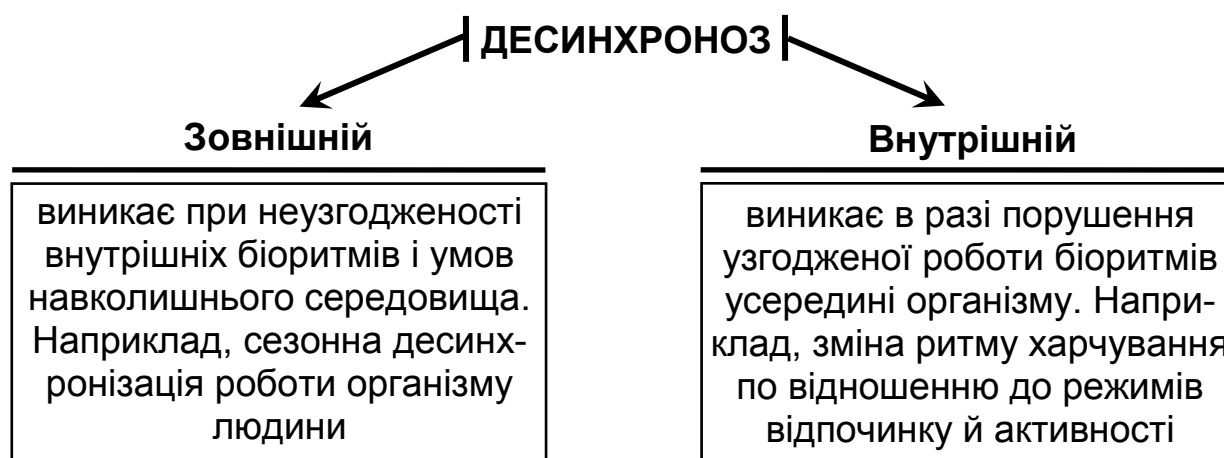 ДЕСИНХРОНОЗ
Зовнішній
виникає при неузгодженості
внутрішніх біоритмів і умов
навколишнього середовища.
Наприклад, сезонна десинх-
ронізація роботи організму
людини
Внутрішній
виникає в разі порушення
узгодженої роботи біоритмів
усередині організму. Напри-
клад, зміна ритму харчування
по відношенню до режимів
відпочинку й активності